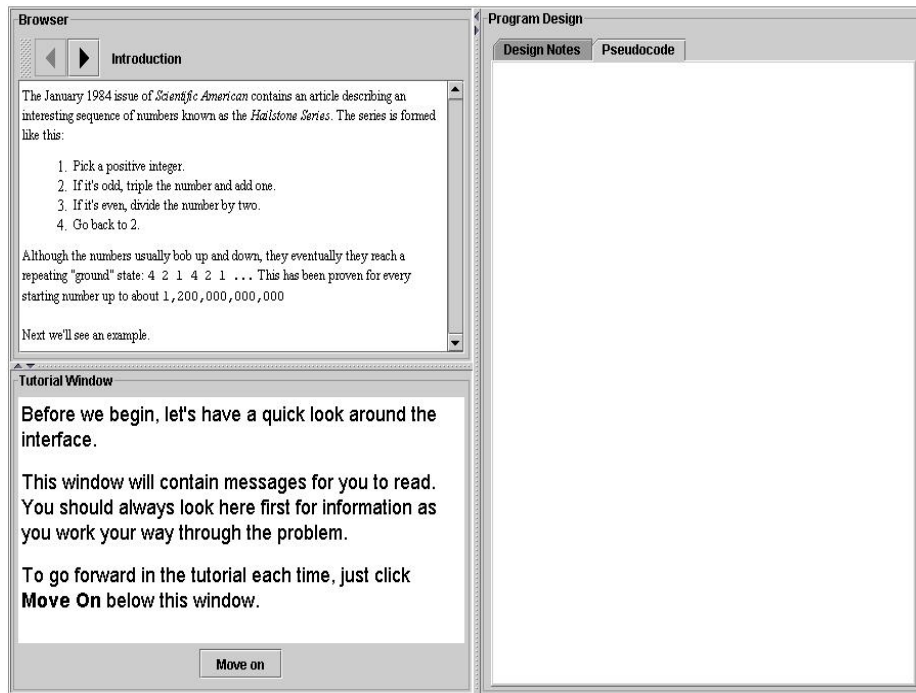 Browser
Introduction
The January 1984 issue of Scientific American contains an article describing an
interesting sequence of numbers known as the Hailstone Series. The series is formed
like this:
1. Pick a positive integer.
2. If it's odd, triple the number and add one.
3. If it's even, divide the number by two.
4. Go back to 2.
Although the numbers usually bob up and down, they eventually they reach a
repeating "ground" state: 4 2 1 4 2 1 ... This has been proven for every
starting number up to about 1,200,000,000,000
Next we'll see an example.
Tutorial Window
Before we begin, let's have a quick look around the
interface.
This window will contain messages for you to read.
You should always look here first for information as
you work your way through the problem.
To go forward in the tutorial each time, just click
Move On below this window.
Move on
Program Design
Design Notes Pseudocode